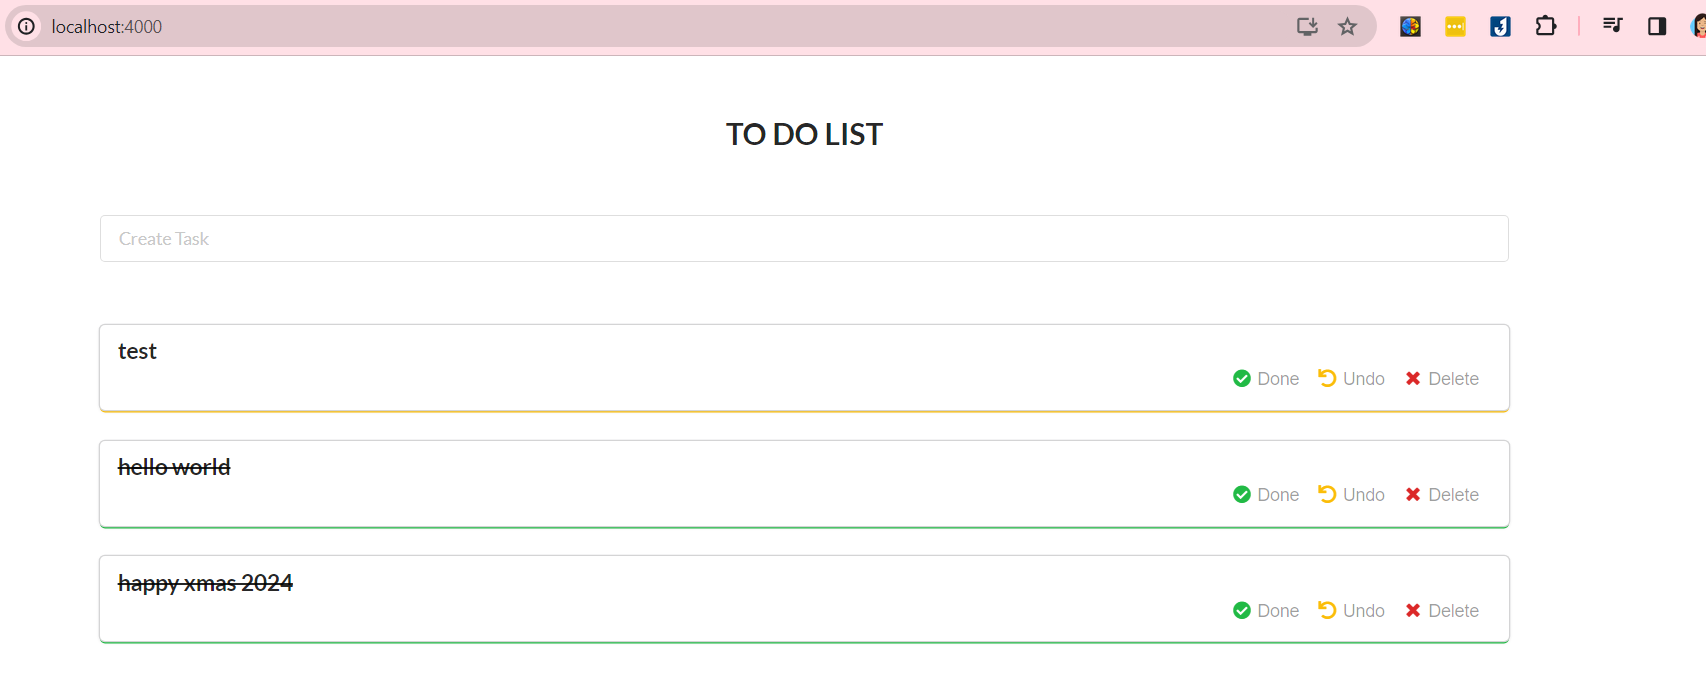 localhost:4000
TO DO LIST
Create Task
test
Done Undo Delete
hello world
Done Undo Delete
happy xmas 2024
Done Undo Delete